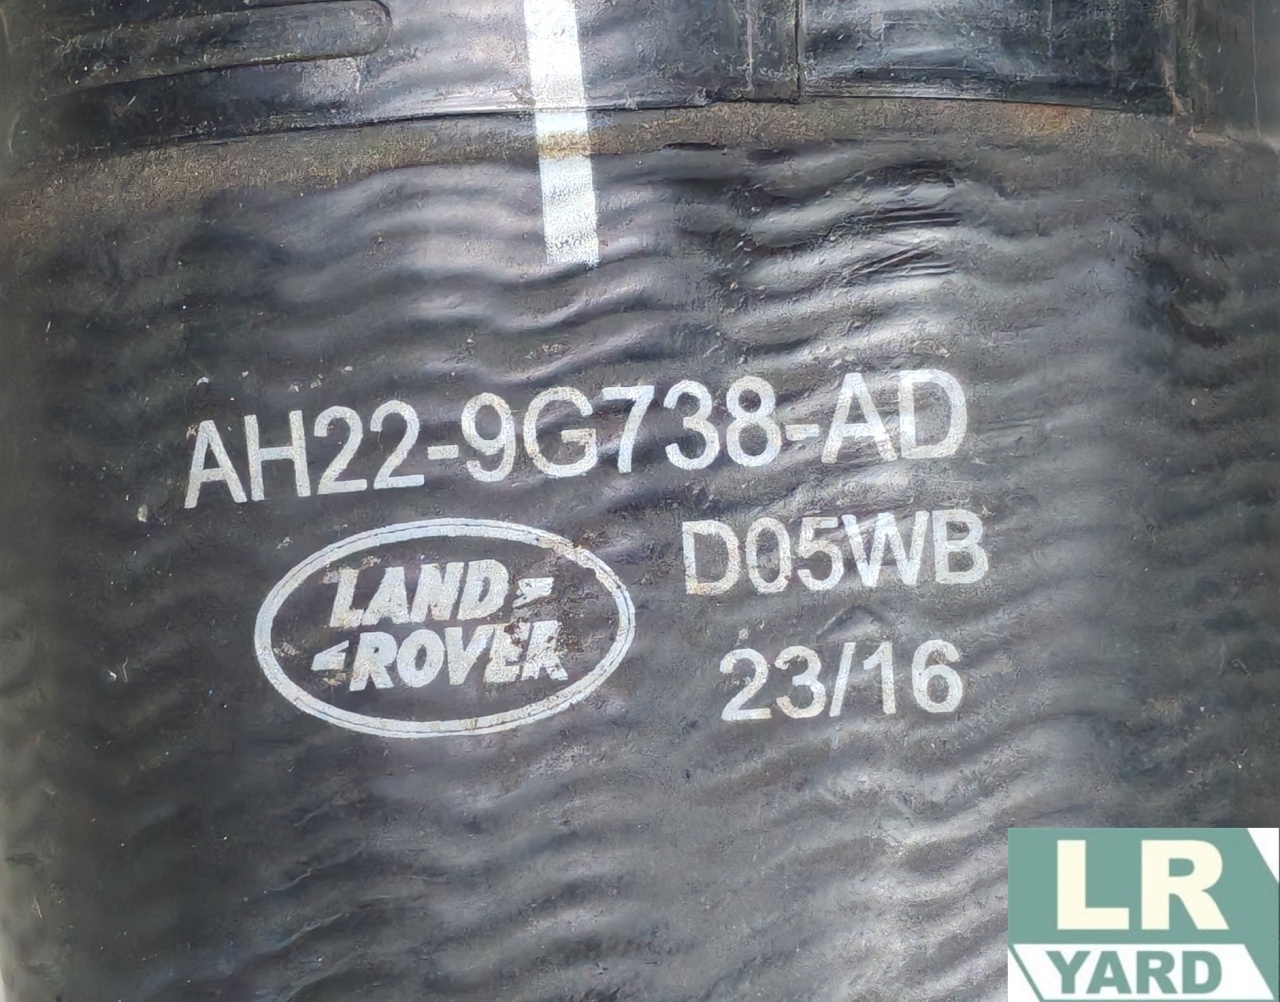 AH22-9G738-AD
LAND
ROVER
D05WB
23/16
LR
YARD